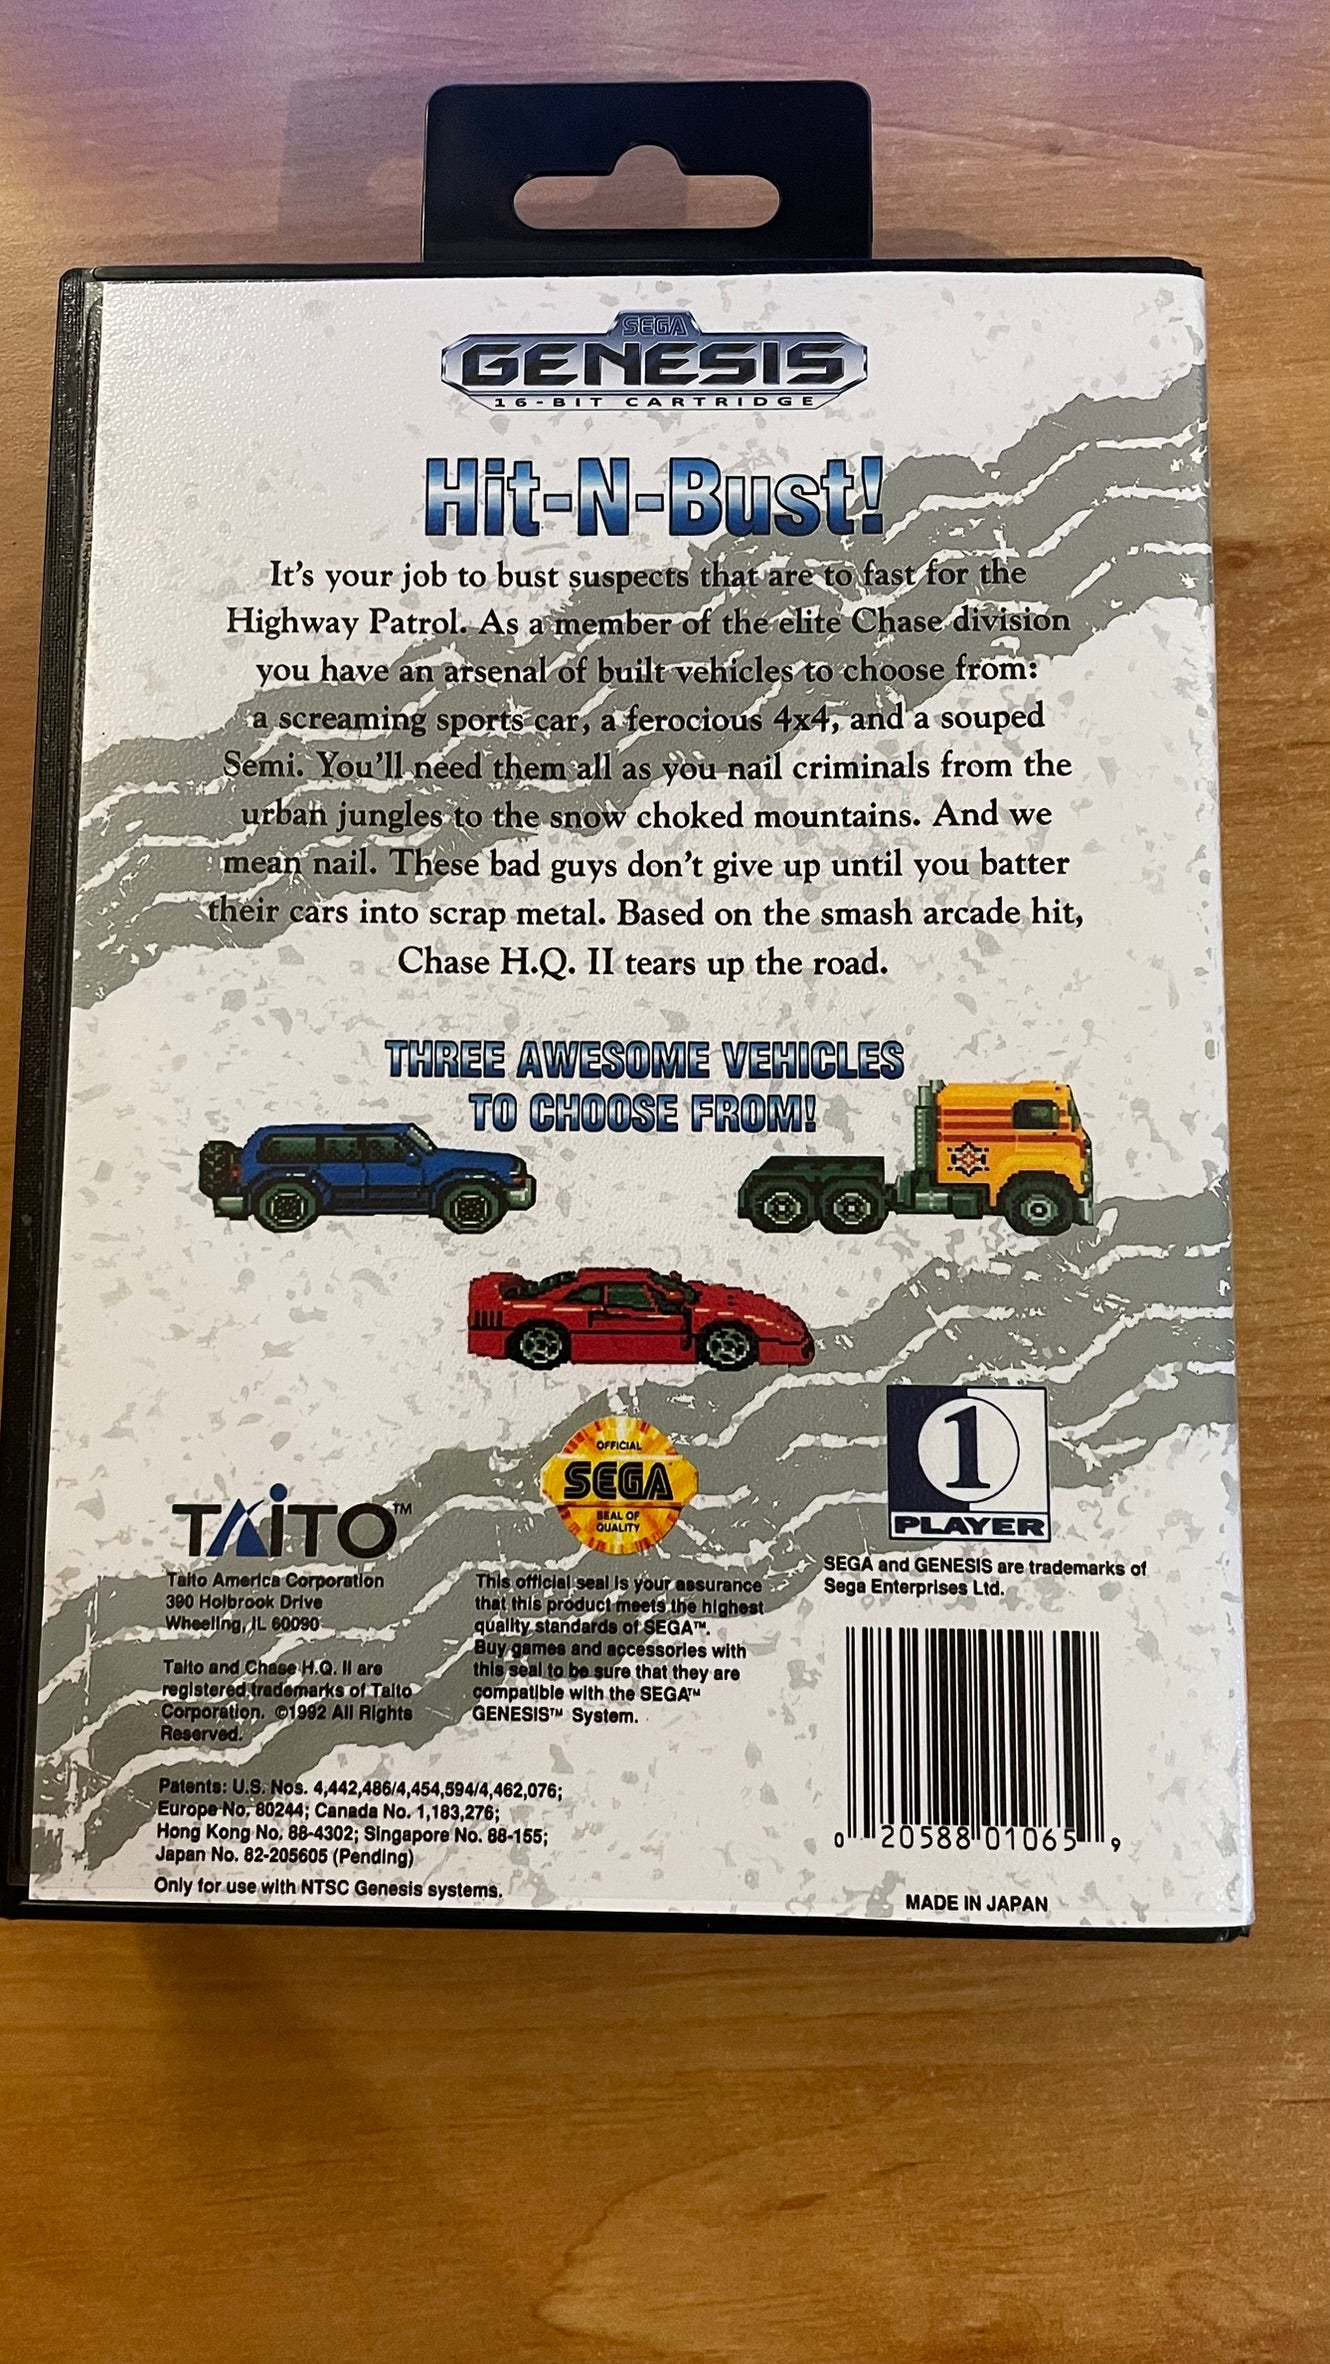 SEGA
GENESIS
16-BIT CARTRIDGE
Hit-N-Bust!
It's your job to bust suspects that are to fast for the
Highway Patrol. As a member of the elite Chase division
you have an arsenal of built vehicles to choose from:
a screaming sports car, a ferocious 4x4, and a souped
Semi. You'll need them all as you nail criminals from the
urban jungles to the snow choked mountains. And we
mean nail. These bad guys don't give up until you batter
their cars into scrap metal. Based on the smash arcade hit,
Chase H.Q. II tears up the road.
THREE AWESOME VEHICLES
TO CHOOSE FROM!
TAITO™
Taito America Corporation
390 Holbrook Drive
Wheeling, IL 60090
Taito and Chase H.Q. II are
registered trademarks of Taito
Corporation. ©1992 All Rights
Reserved.
OFFICIAL
SEGA
SEAL OF
QUALITY
This official seal is your assurance
that this product meets the highest
quality standards of SEGA™.
Buy games and accessories with
this seal to be sure that they are
compatible with the SEGA™
GENESIS™ System.
1
PLAYER
SEGA and GENESIS are trademarks of
Sega Enterprises Ltd.
Patents: U.S. Nos. 4,442,486/4,454,594/4,462,076;
Europe No. 80244; Canada No. 1,183,276;
Hong Kong No. 88-4302; Singapore No. 88-155;
Japan No. 82-205605 (Pending)
Only for use with NTSC Genesis systems.
0 20588 01065 9
MADE IN JAPAN